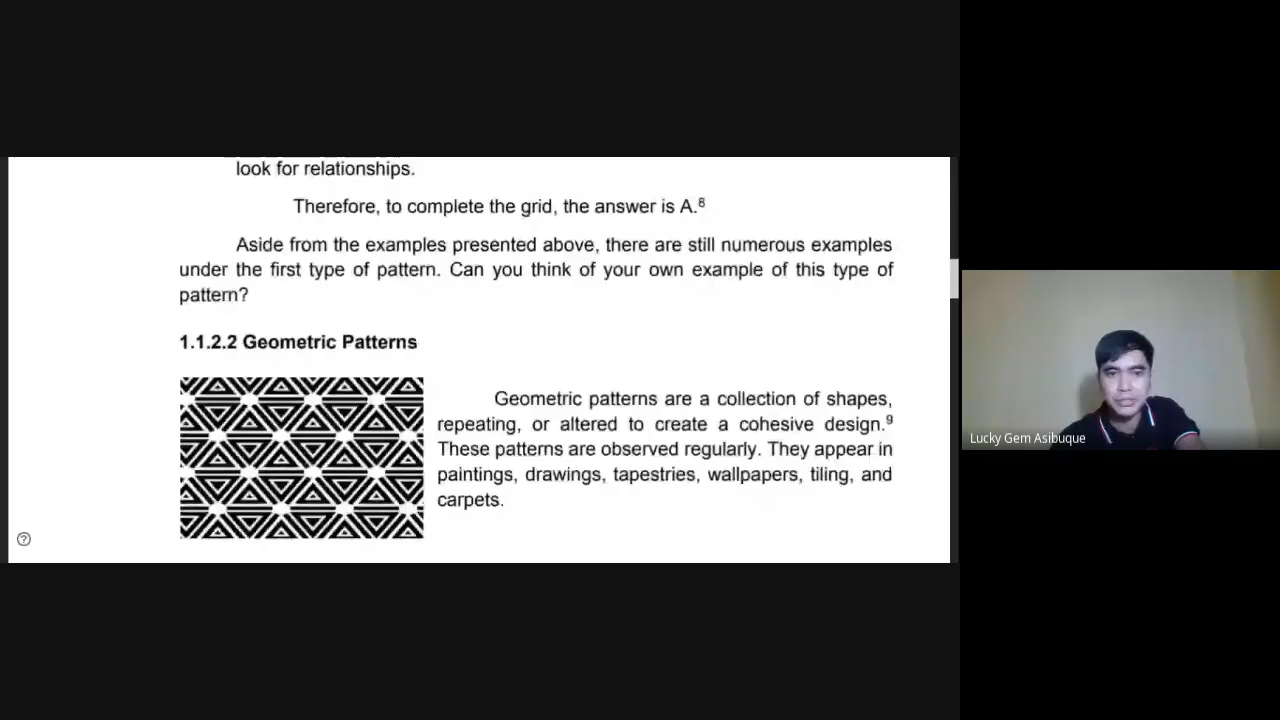 look for relationships.
Therefore, to complete the grid, the answer is A.⁸
Aside from the examples presented above, there are still numerous examples
under the first type of pattern. Can you think of your own example of this type of
pattern?
1.1.2.2 Geometric Patterns
Geometric patterns are a collection of shapes,
repeating, or altered to create a cohesive design.⁹
These patterns are observed regularly. They appear in
paintings, drawings, tapestries, wallpapers, tiling, and
carpets.
?
Lucky Gem Asibuque